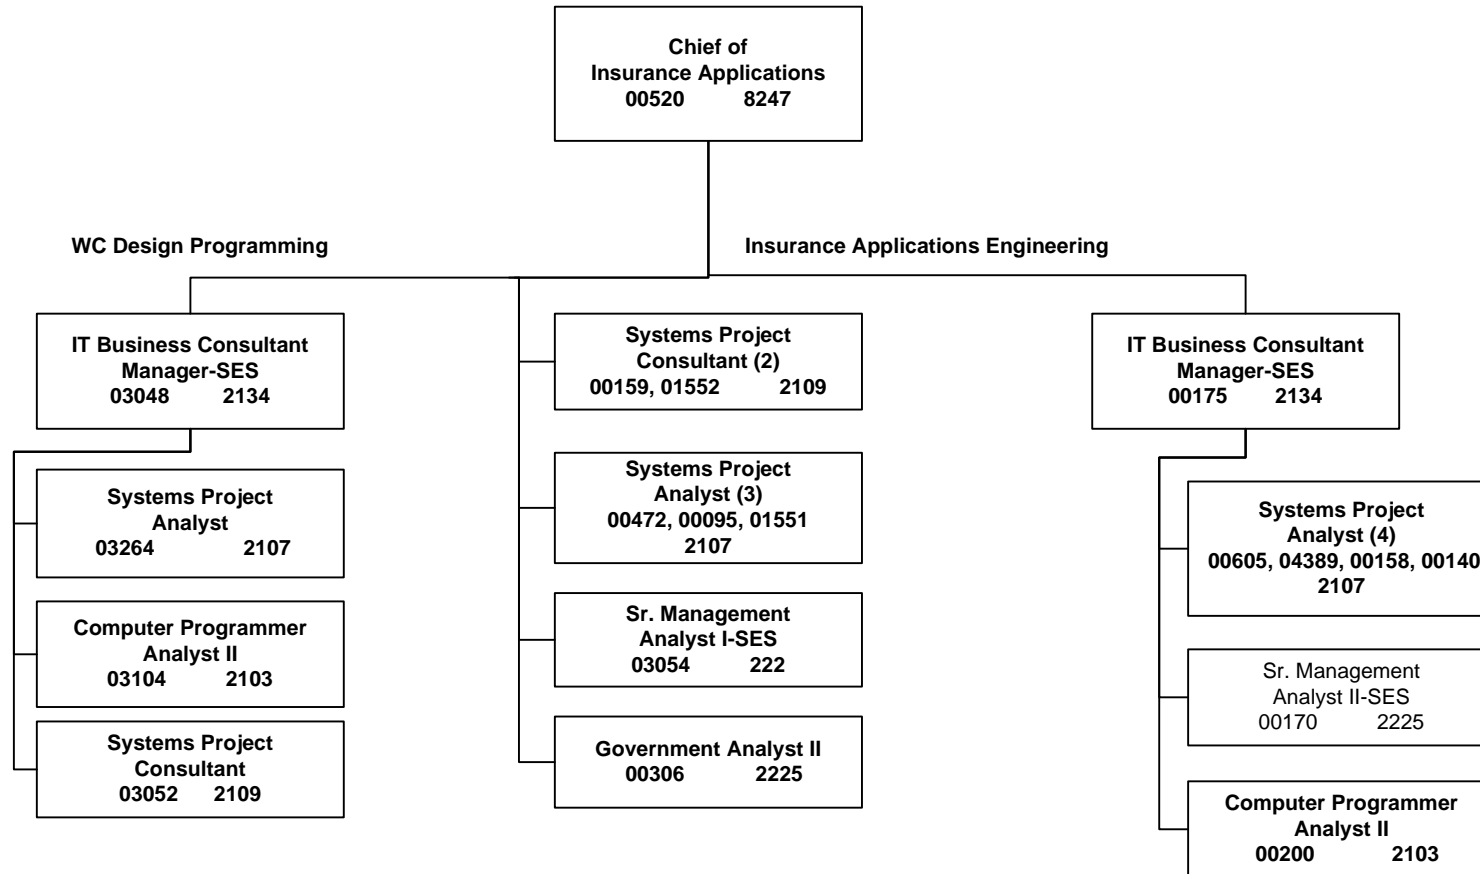 Chief of
Insurance Applications
00520 8247
WC Design Programming
Insurance Applications Engineering
IT Business Consultant
Manager-SES
03048 2134
Systems Project
Analyst
03264 2107
Computer Programmer
Analyst II
03104 2103
Systems Project
Consultant
03052 2109
Systems Project
Consultant (2)
00159, 01552 2109
Systems Project
Analyst (3)
00472, 00095, 01551
2107
Sr. Management
Analyst I-SES
03054 222
Government Analyst II
00306 2225
IT Business Consultant
Manager-SES
00175 2134
Systems Project
Analyst (4)
00605, 04389, 00158, 00140
2107
Sr. Management
Analyst II-SES
00170 2225
Computer Programmer
Analyst II
00200 2103